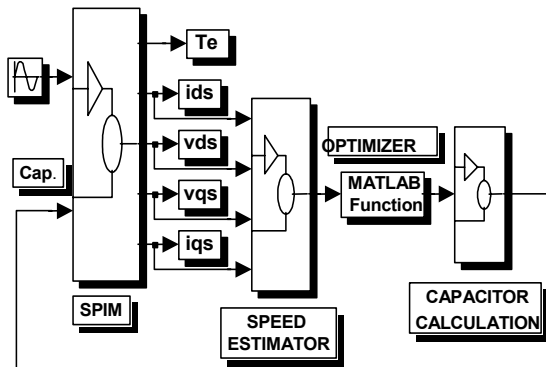 Te
ids
vds
vqs
iqs
Cap.
SPIM
SPEED
ESTIMATOR
OPTIMIZER
MATLAB
Function
CAPACITOR
CALCULATION